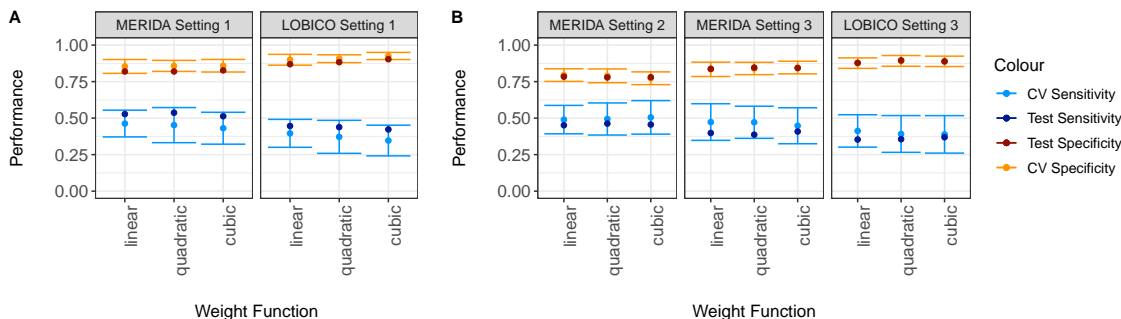 A
MERIDA Setting 1
LOBICO Setting 1
Performance
1.00
0.75
0.50
0.25
0.00
linear
quadratic
cubic
linear
quadratic
cubic
Weight Function
B
MERIDA Setting 2
MERIDA Setting 3
LOBICO Setting 3
Performance
1.00
0.75
0.50
0.25
0.00
linear
quadratic
cubic
linear
quadratic
cubic
linear
quadratic
cubic
Weight Function
Colour
CV Sensitivity
Test Sensitivity
Test Specificity
CV Specificity